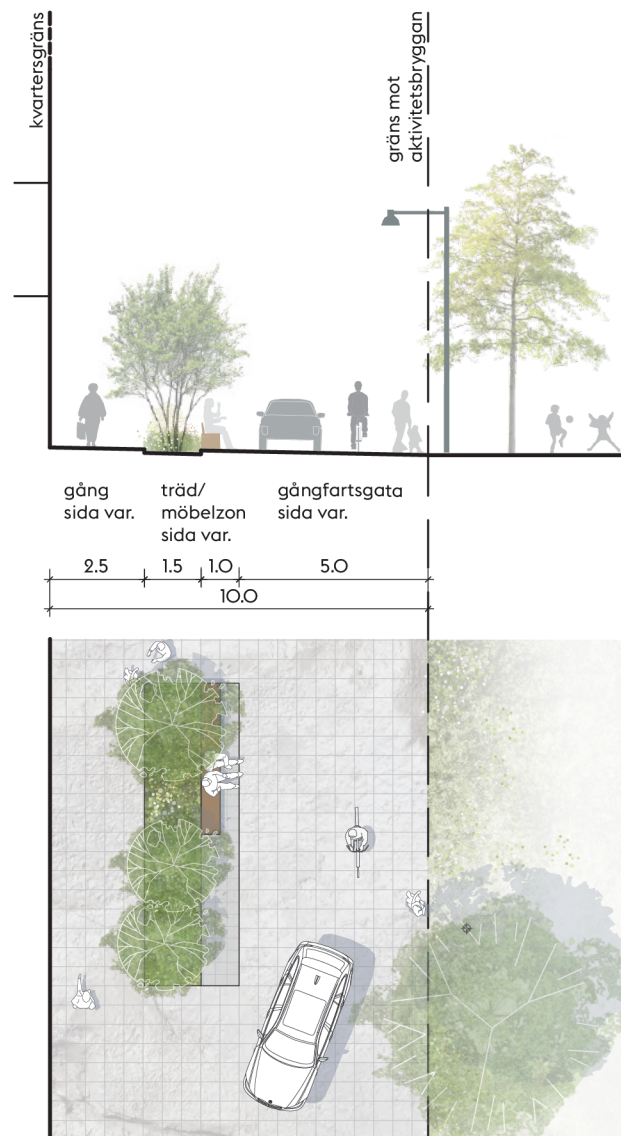 kvartersgräns
gräns mot
aktivitetsbryggan
gång
sida var.
träd/
möbelzon
sida var.
gångfartsgata
sida var.
2.5
1.5
1.0
5.0
10.0